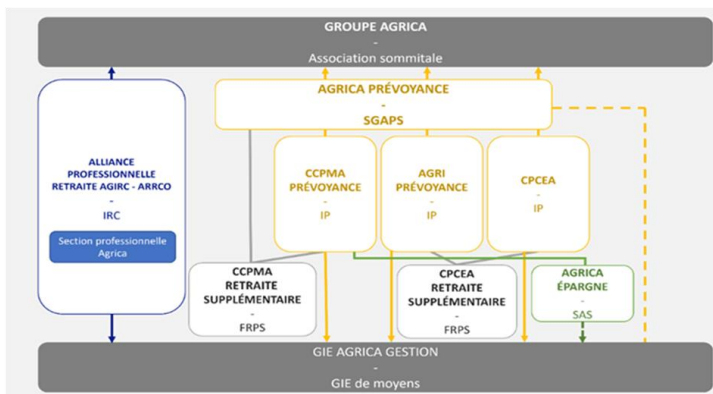 GROUPE AGRICA
-
Association sommitale
AGRICA PRÉVOYANCE
-
SGAPS
ALLIANCE
PROFESSIONNELLE
RETRAITE AGIRC - ARRCO
-
IRC
Section professionnelle
Agrica
CCPMA
PRÉVOYANCE
-
IP
AGRI
PRÉVOYANCE
-
IP
CPCEA
-
IP
CCPMA
RETRAITE
SUPPLÉMENTAIRE
-
FRPS
CPCEA
RETRAITE
SUPPLÉMENTAIRE
-
FRPS
AGRICA
ÉPARGNE
-
SAS
GIE AGRICA GESTION
-
GIE de moyens